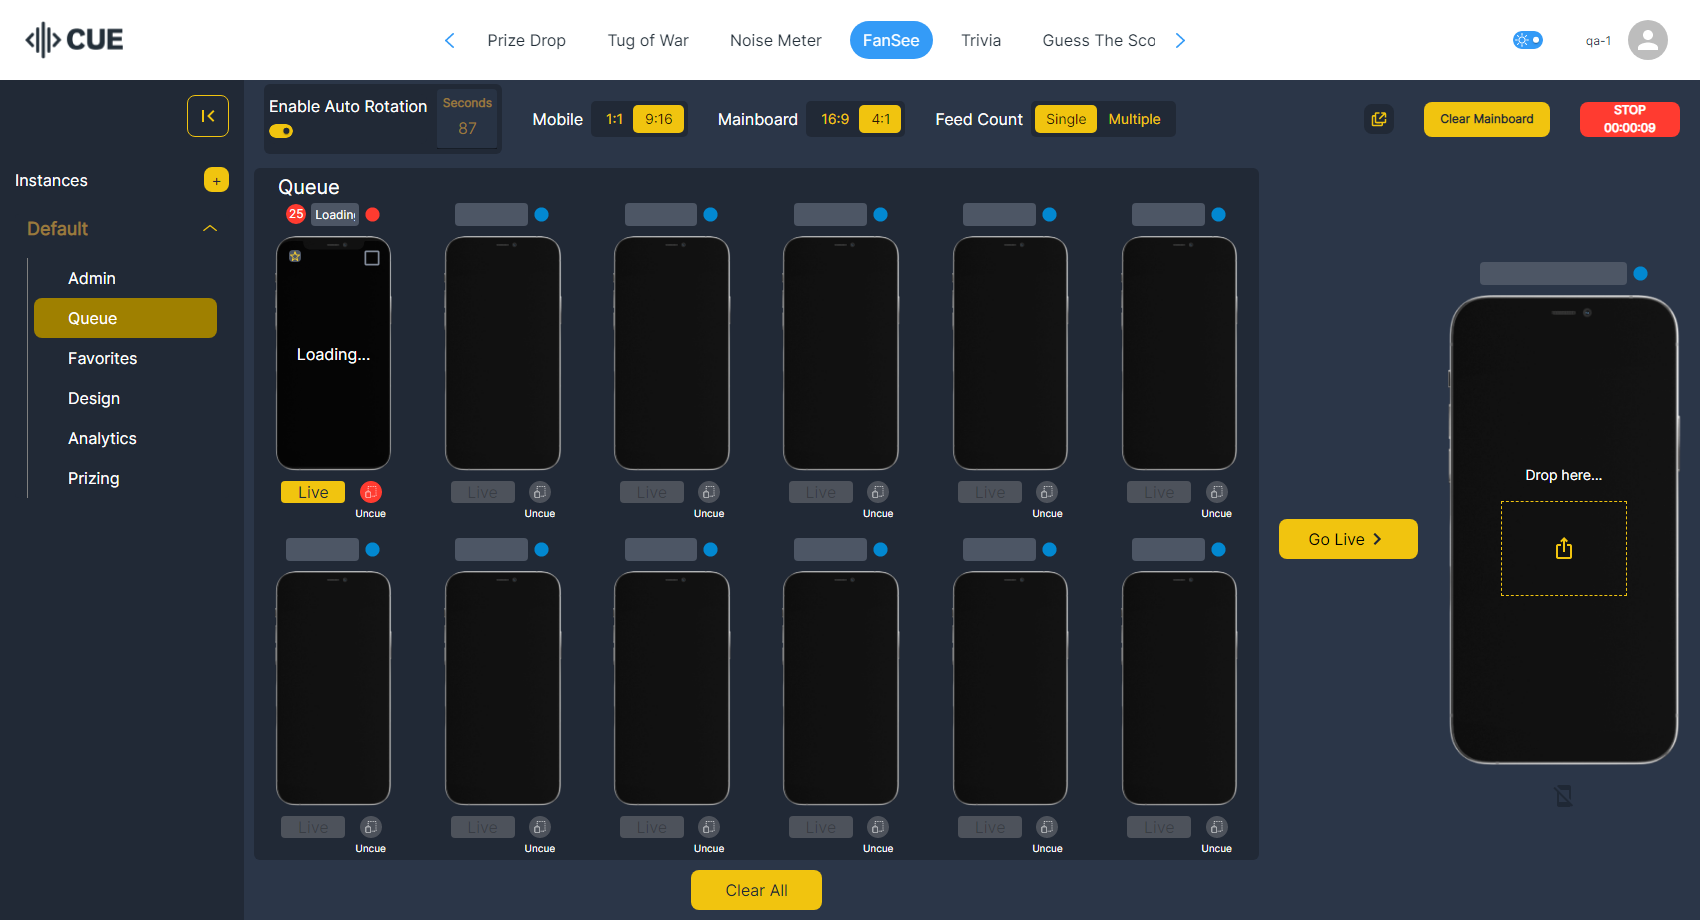 CUE
Prize Drop
Tug of War
Noise Meter
FanSee
Trivia
Guess The Sco
qa-1
Enable Auto Rotation
Seconds
87
Mobile
1:1
9:16
Mainboard
16:9
4:1
Feed Count
Single
Multiple
Clear Mainboard
STOP
00:00:09
Instances
+
Default
Admin
Queue
Favorites
Design
Analytics
Prizing
Queue
25
Loadin
Loading...
Live
Uncue
Live
Uncue
Live
Uncue
Live
Uncue
Live
Uncue
Live
Uncue
Live
Uncue
Live
Uncue
Live
Uncue
Live
Uncue
Live
Uncue
Live
Uncue
Clear All
Go Live
Drop here...